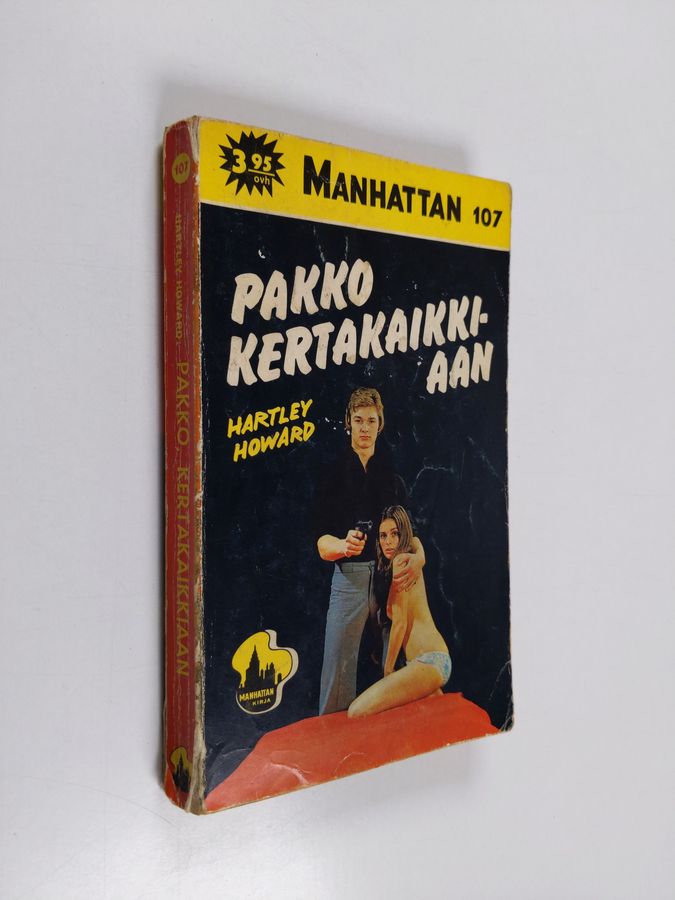 107
HARTLEY HOWARD: PAKKO, KERTAKAIKKIAAN
3 95
ovh
MANHATTAN 107
PAKKO
KERTAKAIKKI-
AAN
HARTLEY
HOWARD
MANHATTAN
KIRJA